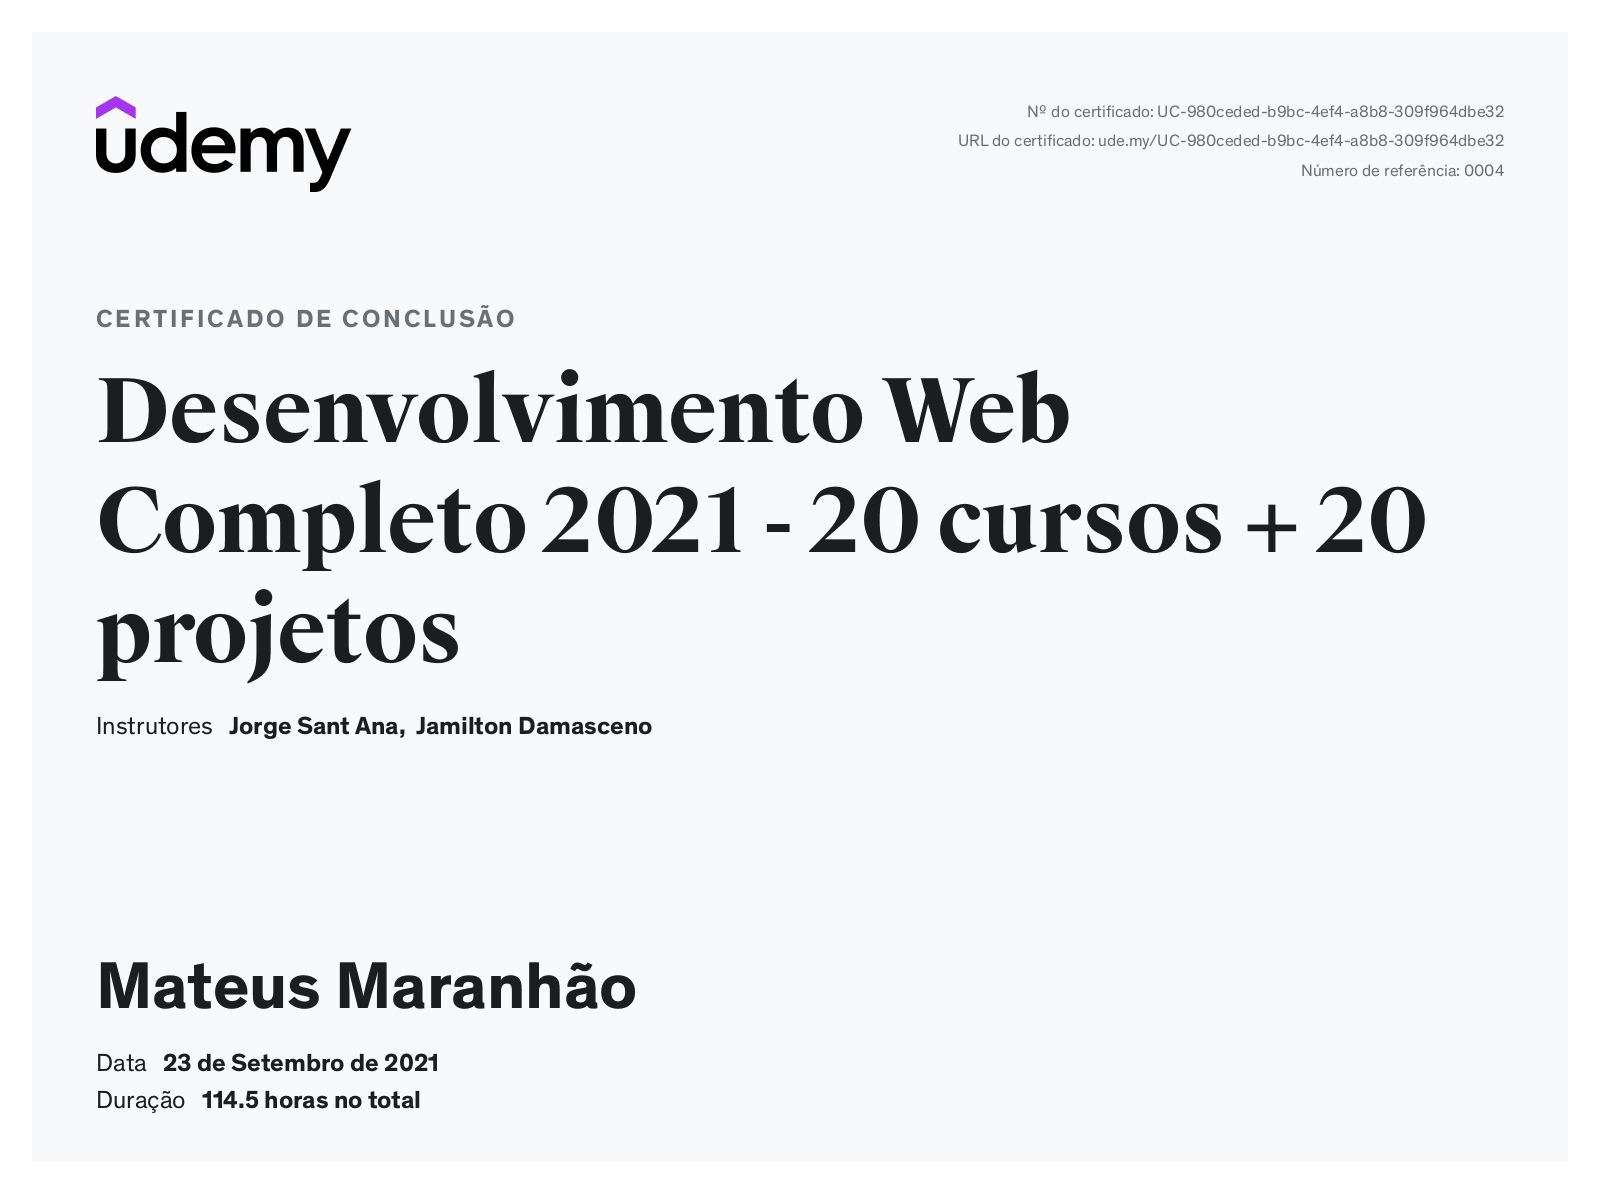 udemy
Nº do certificado: UC-980ceded-b9bc-4ef4-a8b8-309f964dbe32
URL do certificado: ude.my/UC-980ceded-b9bc-4ef4-a8b8-309f964dbe32
Número de referência: 0004
CERTIFICADO DE CONCLUSÃO
Desenvolvimento Web
Completo 2021 - 20 cursos + 20
projetos
Instrutores Jorge Sant Ana, Jamilton Damasceno
Mateus Maranhão
Data 23 de Setembro de 2021
Duração 114.5 horas no total